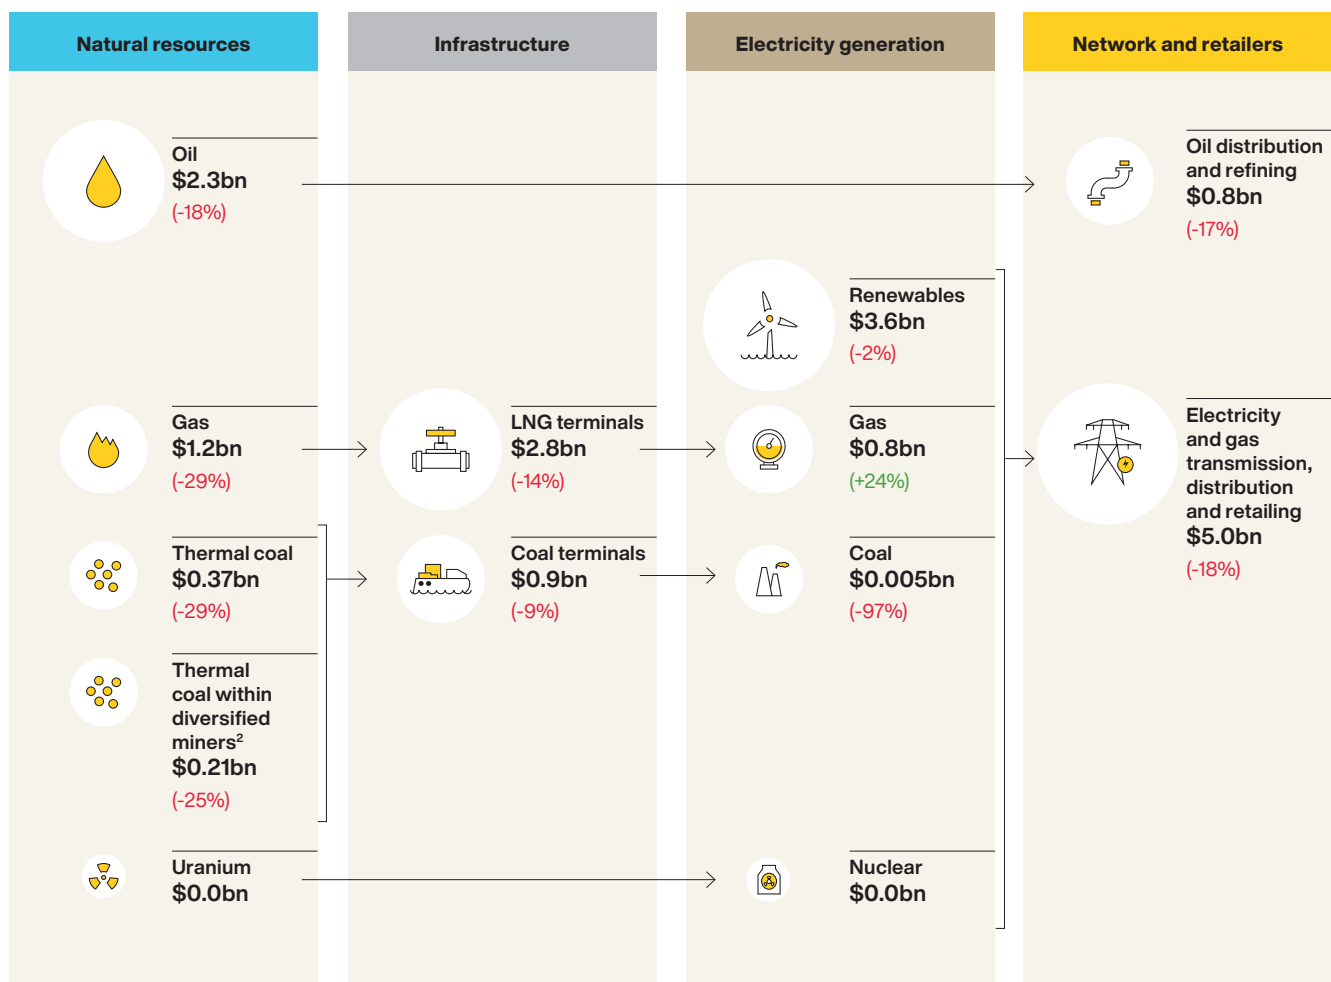 Natural resources
Infrastructure
Electricity generation
Network and retailers
Oil
$2.3bn
(-18%)
Oil distribution
and refining
$0.8bn
(-17%)
Renewables
$3.6bn
(-2%)
Gas
$1.2bn
(-29%)
LNG terminals
$2.8bn
(-14%)
Gas
$0.8bn
(+24%)
Electricity
and gas
transmission,
distribution
and retailing
$5.0bn
(-18%)
Thermal coal
$0.37bn
(-29%)
Coal terminals
$0.9bn
(-9%)
Coal
$0.005bn
(-97%)
Thermal
coal within
diversified
miners²
$0.21bn
(-25%)
Uranium
$0.0bn
Nuclear
$0.0bn